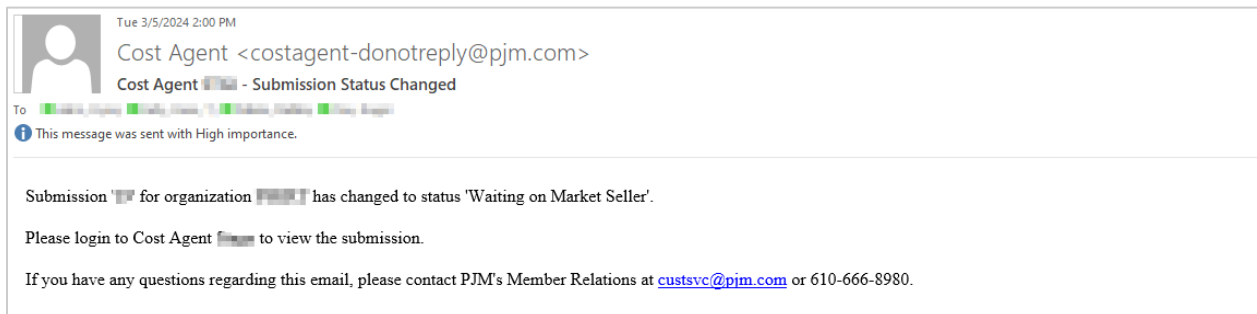 Tue 3/5/2024 2:00 PM
Cost Agent <costagent-donotreply@pjm.com>
Cost Agent - Submission Status Changed
To
This message was sent with High importance.
Submission ' ' for organization has changed to status 'Waiting on Market Seller'.
Please login to Cost Agent to view the submission.
If you have any questions regarding this email, please contact PJM's Member Relations at custsvc@pjm.com or 610-666-8980.